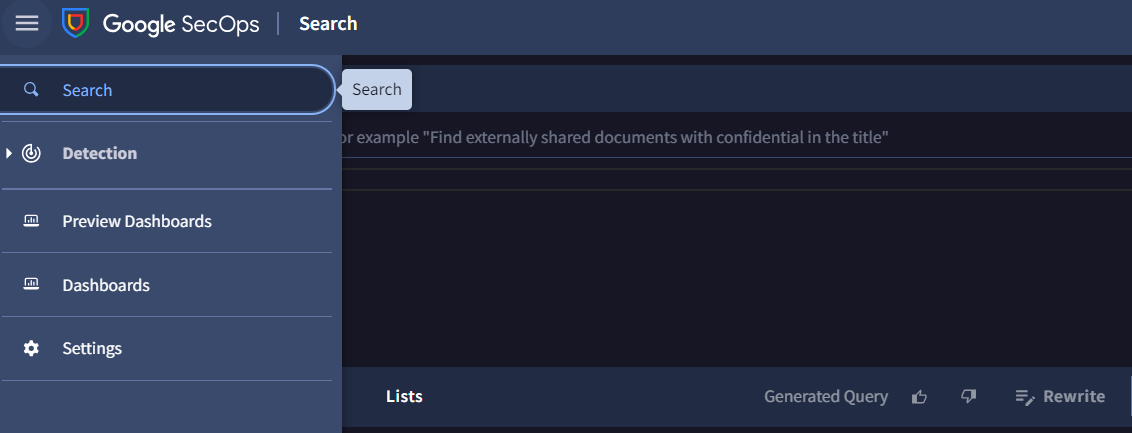 Google SecOps Search
Search
Search
or example "Find externally shared documents with confidential in the title"
Detection
Preview Dashboards
Dashboards
Settings
Lists
Generated Query
Rewrite